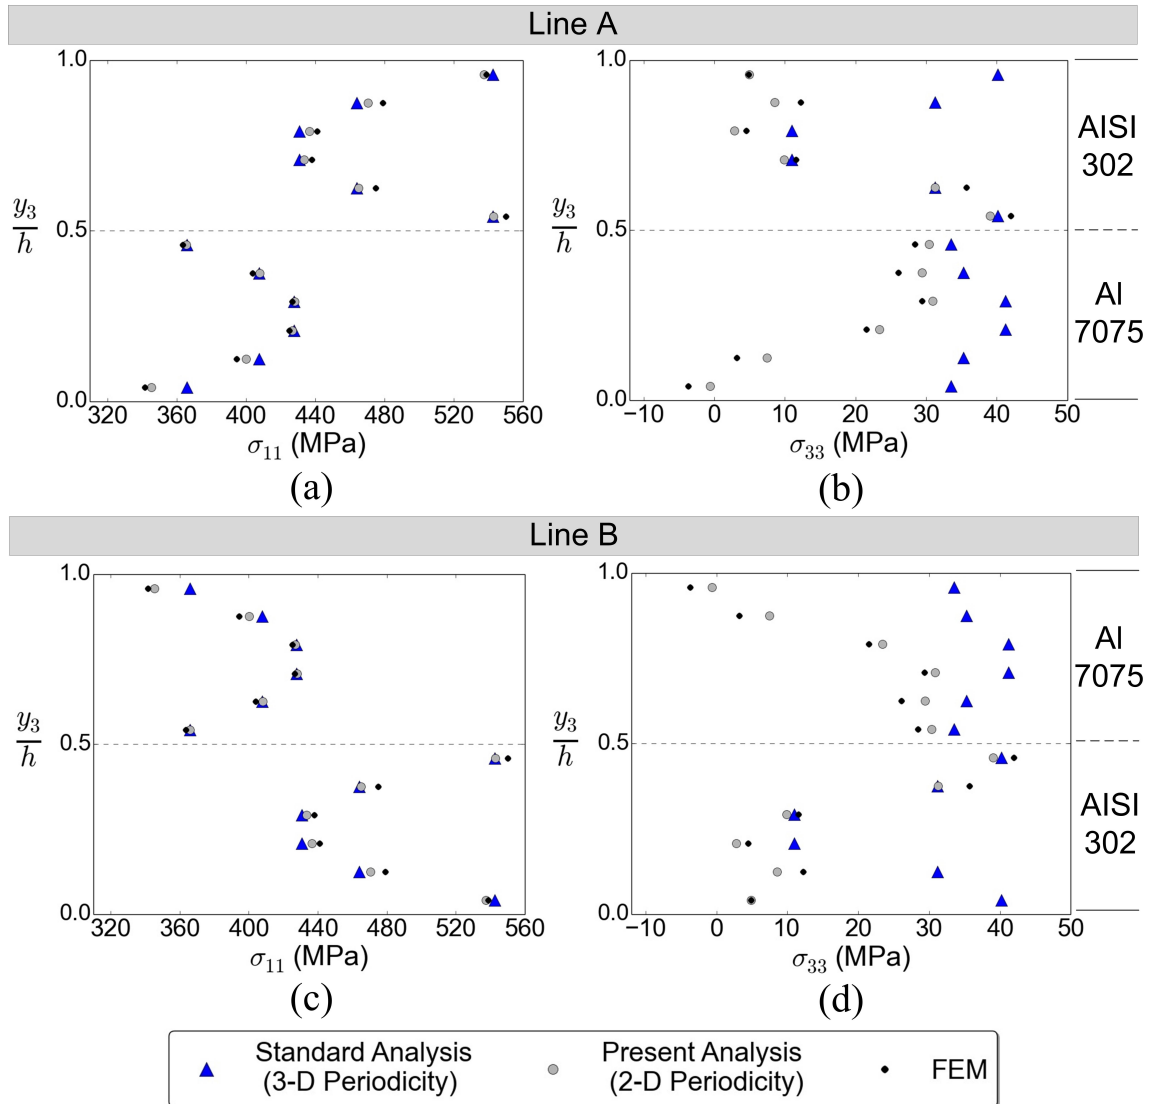 Line A
1.0
0.5
0.0
y3
h
320 360 400 440 480 520 560
σ11 (MPa)
(a)
1.0
0.5
0.0
y3
h
−10 0 10 20 30 40 50
σ33 (MPa)
(b)
AISI
302
Al
7075
Line B
1.0
0.5
0.0
y3
h
320 360 400 440 480 520 560
σ11 (MPa)
(c)
1.0
0.5
0.0
y3
h
−10 0 10 20 30 40 50
σ33 (MPa)
(d)
Al
7075
AISI
302
Standard Analysis
(3-D Periodicity)
Present Analysis
(2-D Periodicity)
FEM